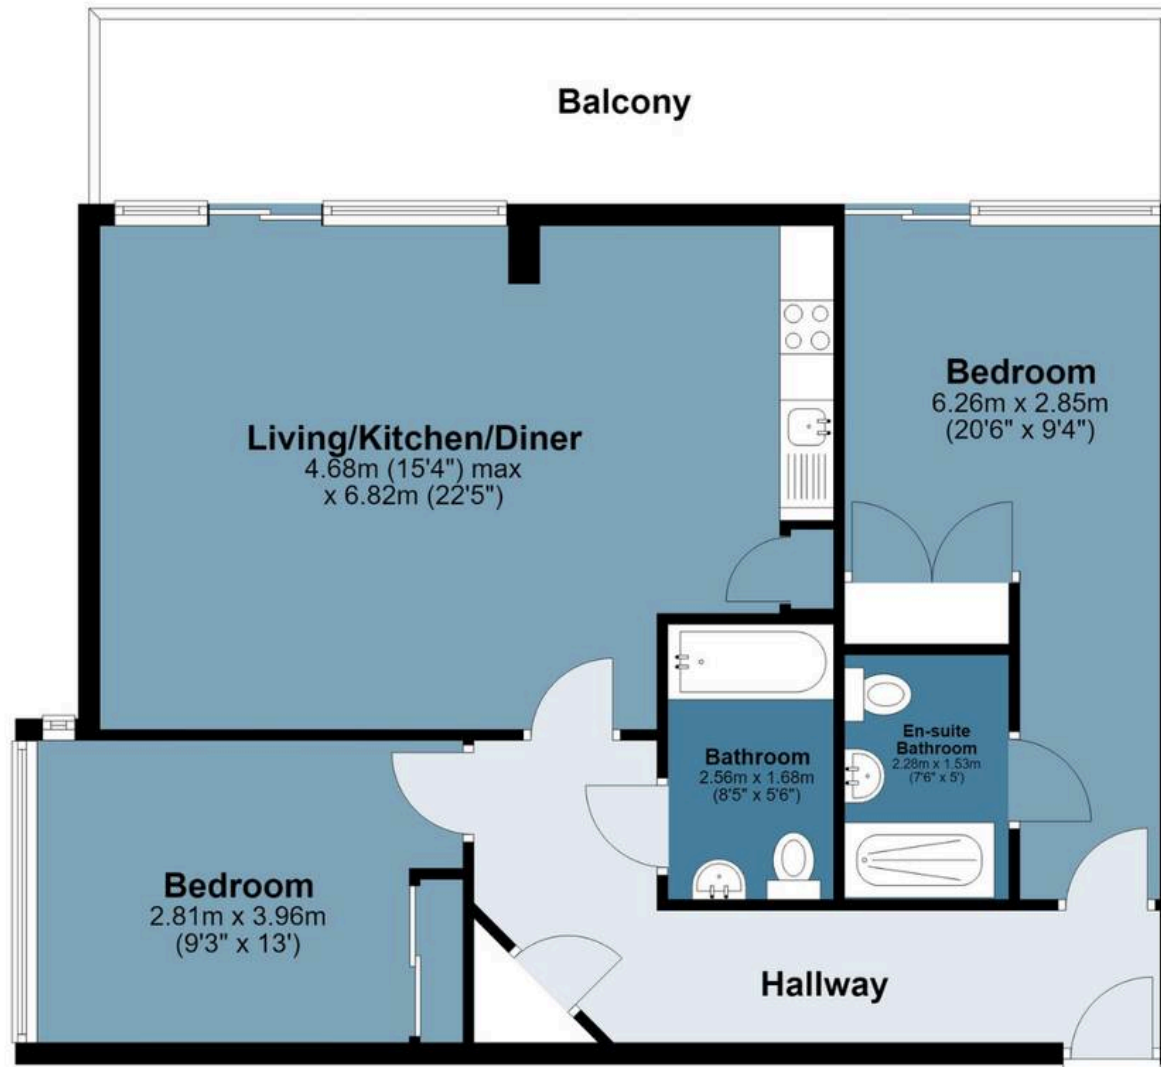 Balcony
Living/Kitchen/Diner
4.68m (15'4") max
x 6.82m (22'5")
Bedroom
6.26m x 2.85m
(20'6" x 9'4")
Bathroom
2.56m x 1.68m
(8'5" x 5'6")
En-suite
Bathroom
2.28m x 1.53m
(7'6" x 5')
Bedroom
2.81m x 3.96m
(9'3" x 13')
Hallway